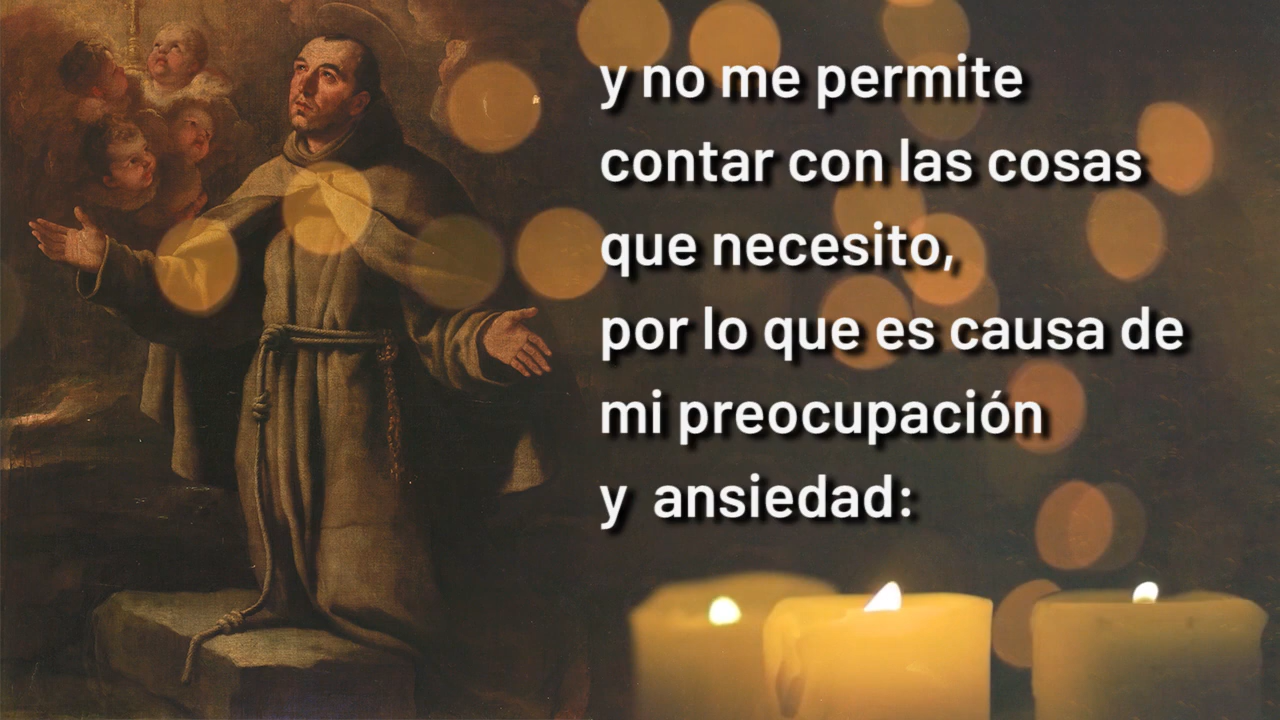 y no me permite
contar con las cosas
que necesito,
por lo que es causa de
mi preocupación
y  ansiedad: